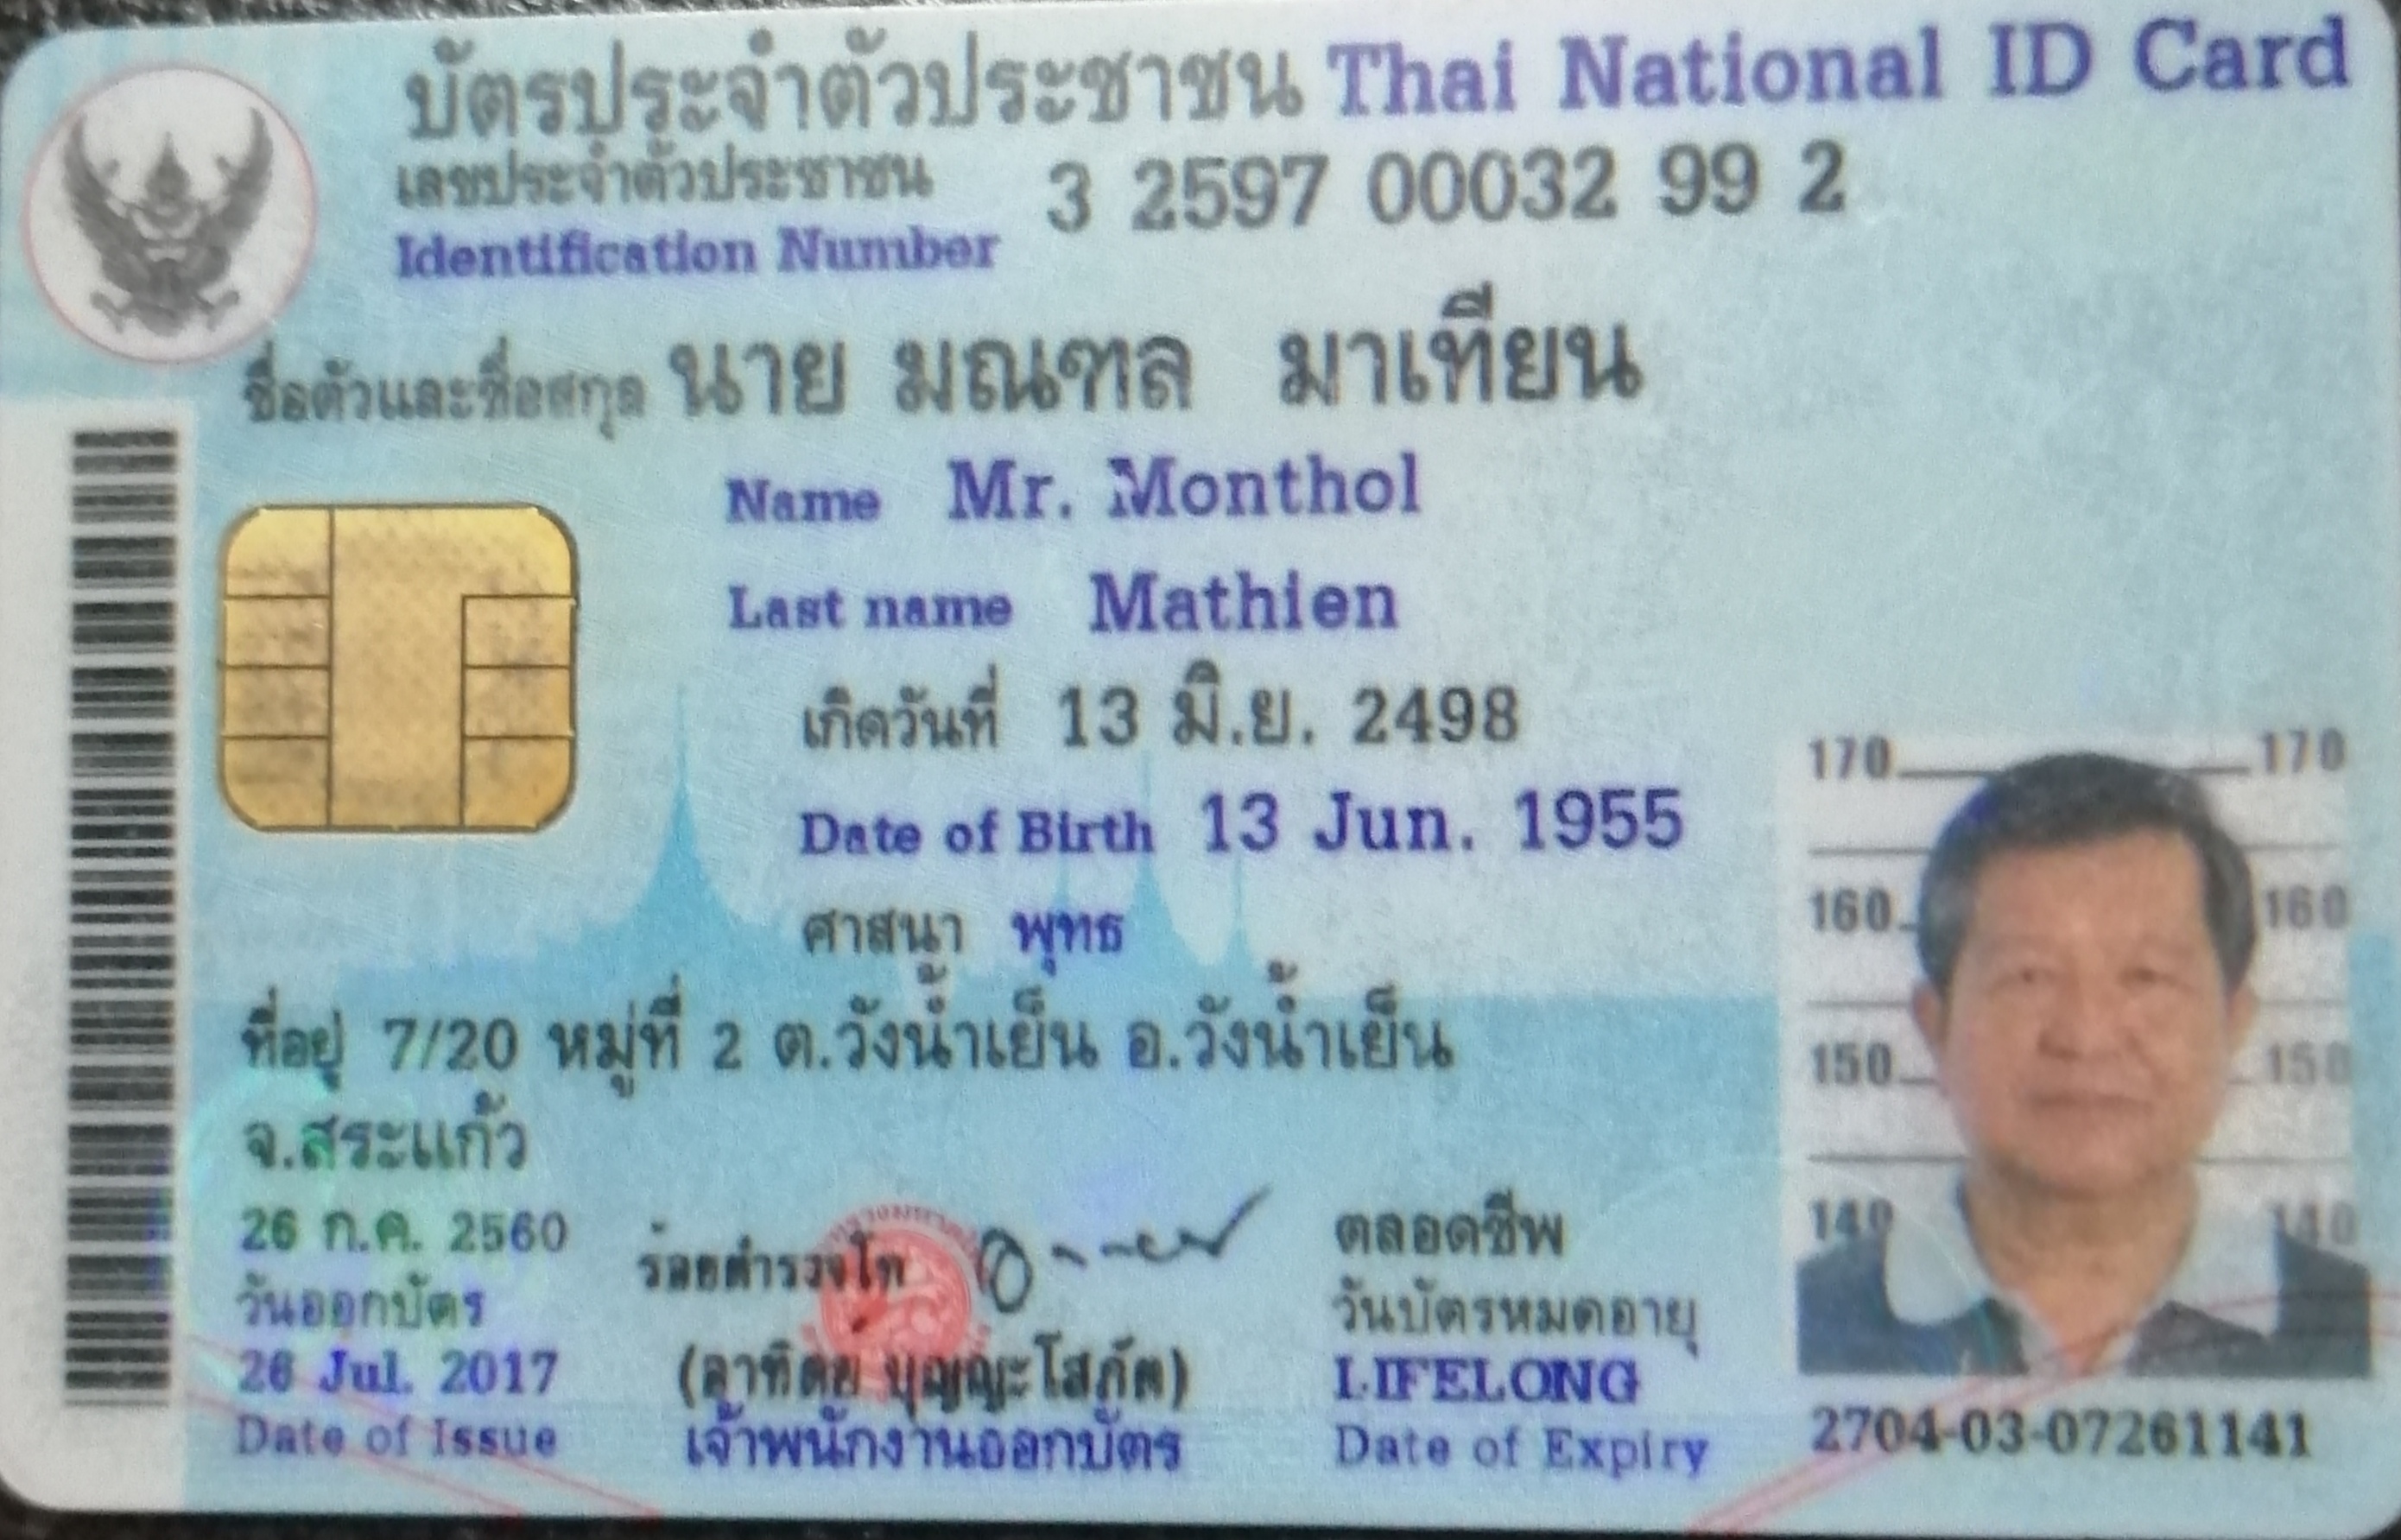 บัตรประจำตัวประชาชน Thai National ID Card
เลขประจำตัวประชาชน 3 2597 00032 99 2
Identification Number
ชื่อตัวและชื่อสกุล นาย มณฑล มาเทียน
Name Mr. Monthol
Last name Mathien
เกิดวันที่ 13 มิ.ย. 2498
Date of Birth 13 Jun. 1955
ศาสนา พุทธ
ที่อยู่ 7/20 หมู่ที่ 2 ต.วังน้ำเย็น อ.วังน้ำเย็น
จ.สระแก้ว
26 ก.ค. 2560
วันออกบัตร
26 Jul. 2017
Date of Issue
ร้อยตำรวจโท
(อาทิตย์ บุญญะโสภัต)
เจ้าพนักงานออกบัตร
ตลอดชีพ
วันบัตรหมดอายุ
LIFELONG
Date of Expiry
170 170
160 160
150 150
140 140
2704-03-07261141